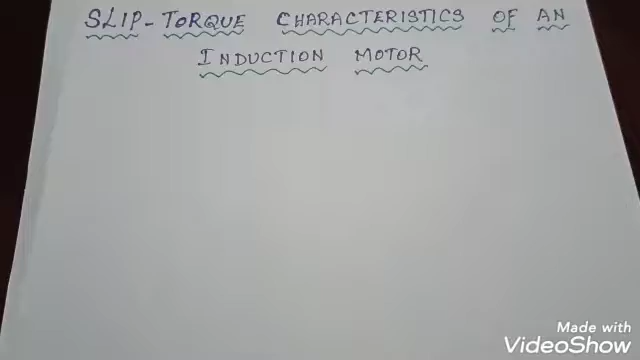 SLIP-TORQUE CHARACTERISTICS OF AN
INDUCTION MOTOR
Made with
VideoShow